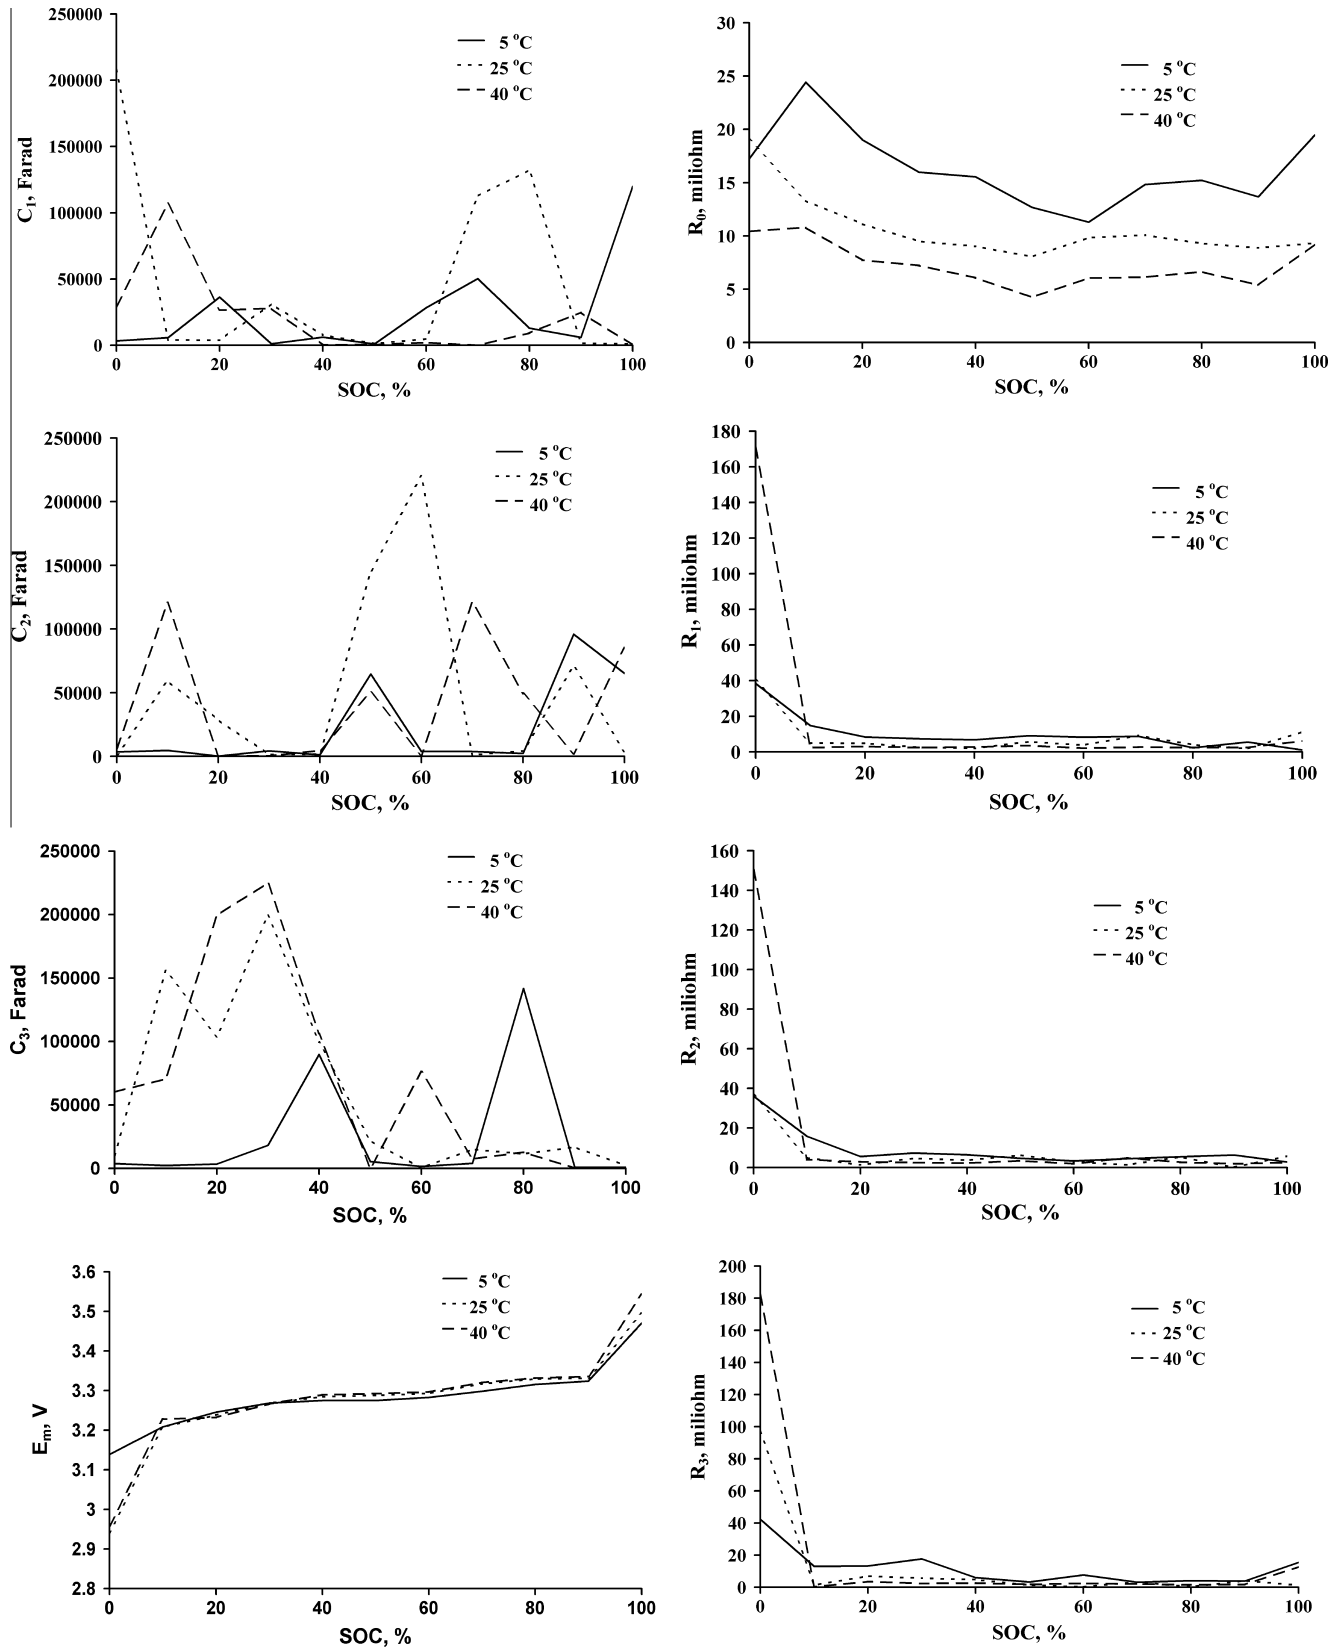 C1, Farad
250000
200000
150000
100000
50000
0
5 °C
25 °C
40 °C
0 20 40 60 80 100
SOC, %
R0, miliohm
30
25
20
15
10
5
0
5 °C
25 °C
40 °C
0 20 40 60 80 100
SOC, %
C2, Farad
250000
200000
150000
100000
50000
0
5 °C
25 °C
40 °C
0 20 40 60 80 100
SOC, %
R1, miliohm
180
160
140
120
100
80
60
40
20
0
5 °C
25 °C
40 °C
0 20 40 60 80 100
SOC, %
C3, Farad
250000
200000
150000
100000
50000
0
5 °C
25 °C
40 °C
0 20 40 60 80 100
SOC, %
R2, miliohm
160
140
120
100
80
60
40
20
0
5 °C
25 °C
40 °C
0 20 40 60 80 100
SOC, %
Em, V
3.6
3.5
3.4
3.3
3.2
3.1
3
2.9
2.8
5 °C
25 °C
40 °C
0 20 40 60 80 100
SOC, %
R3, miliohm
200
180
160
140
120
100
80
60
40
20
0
5 °C
25 °C
40 °C
0 20 40 60 80 100
SOC, %